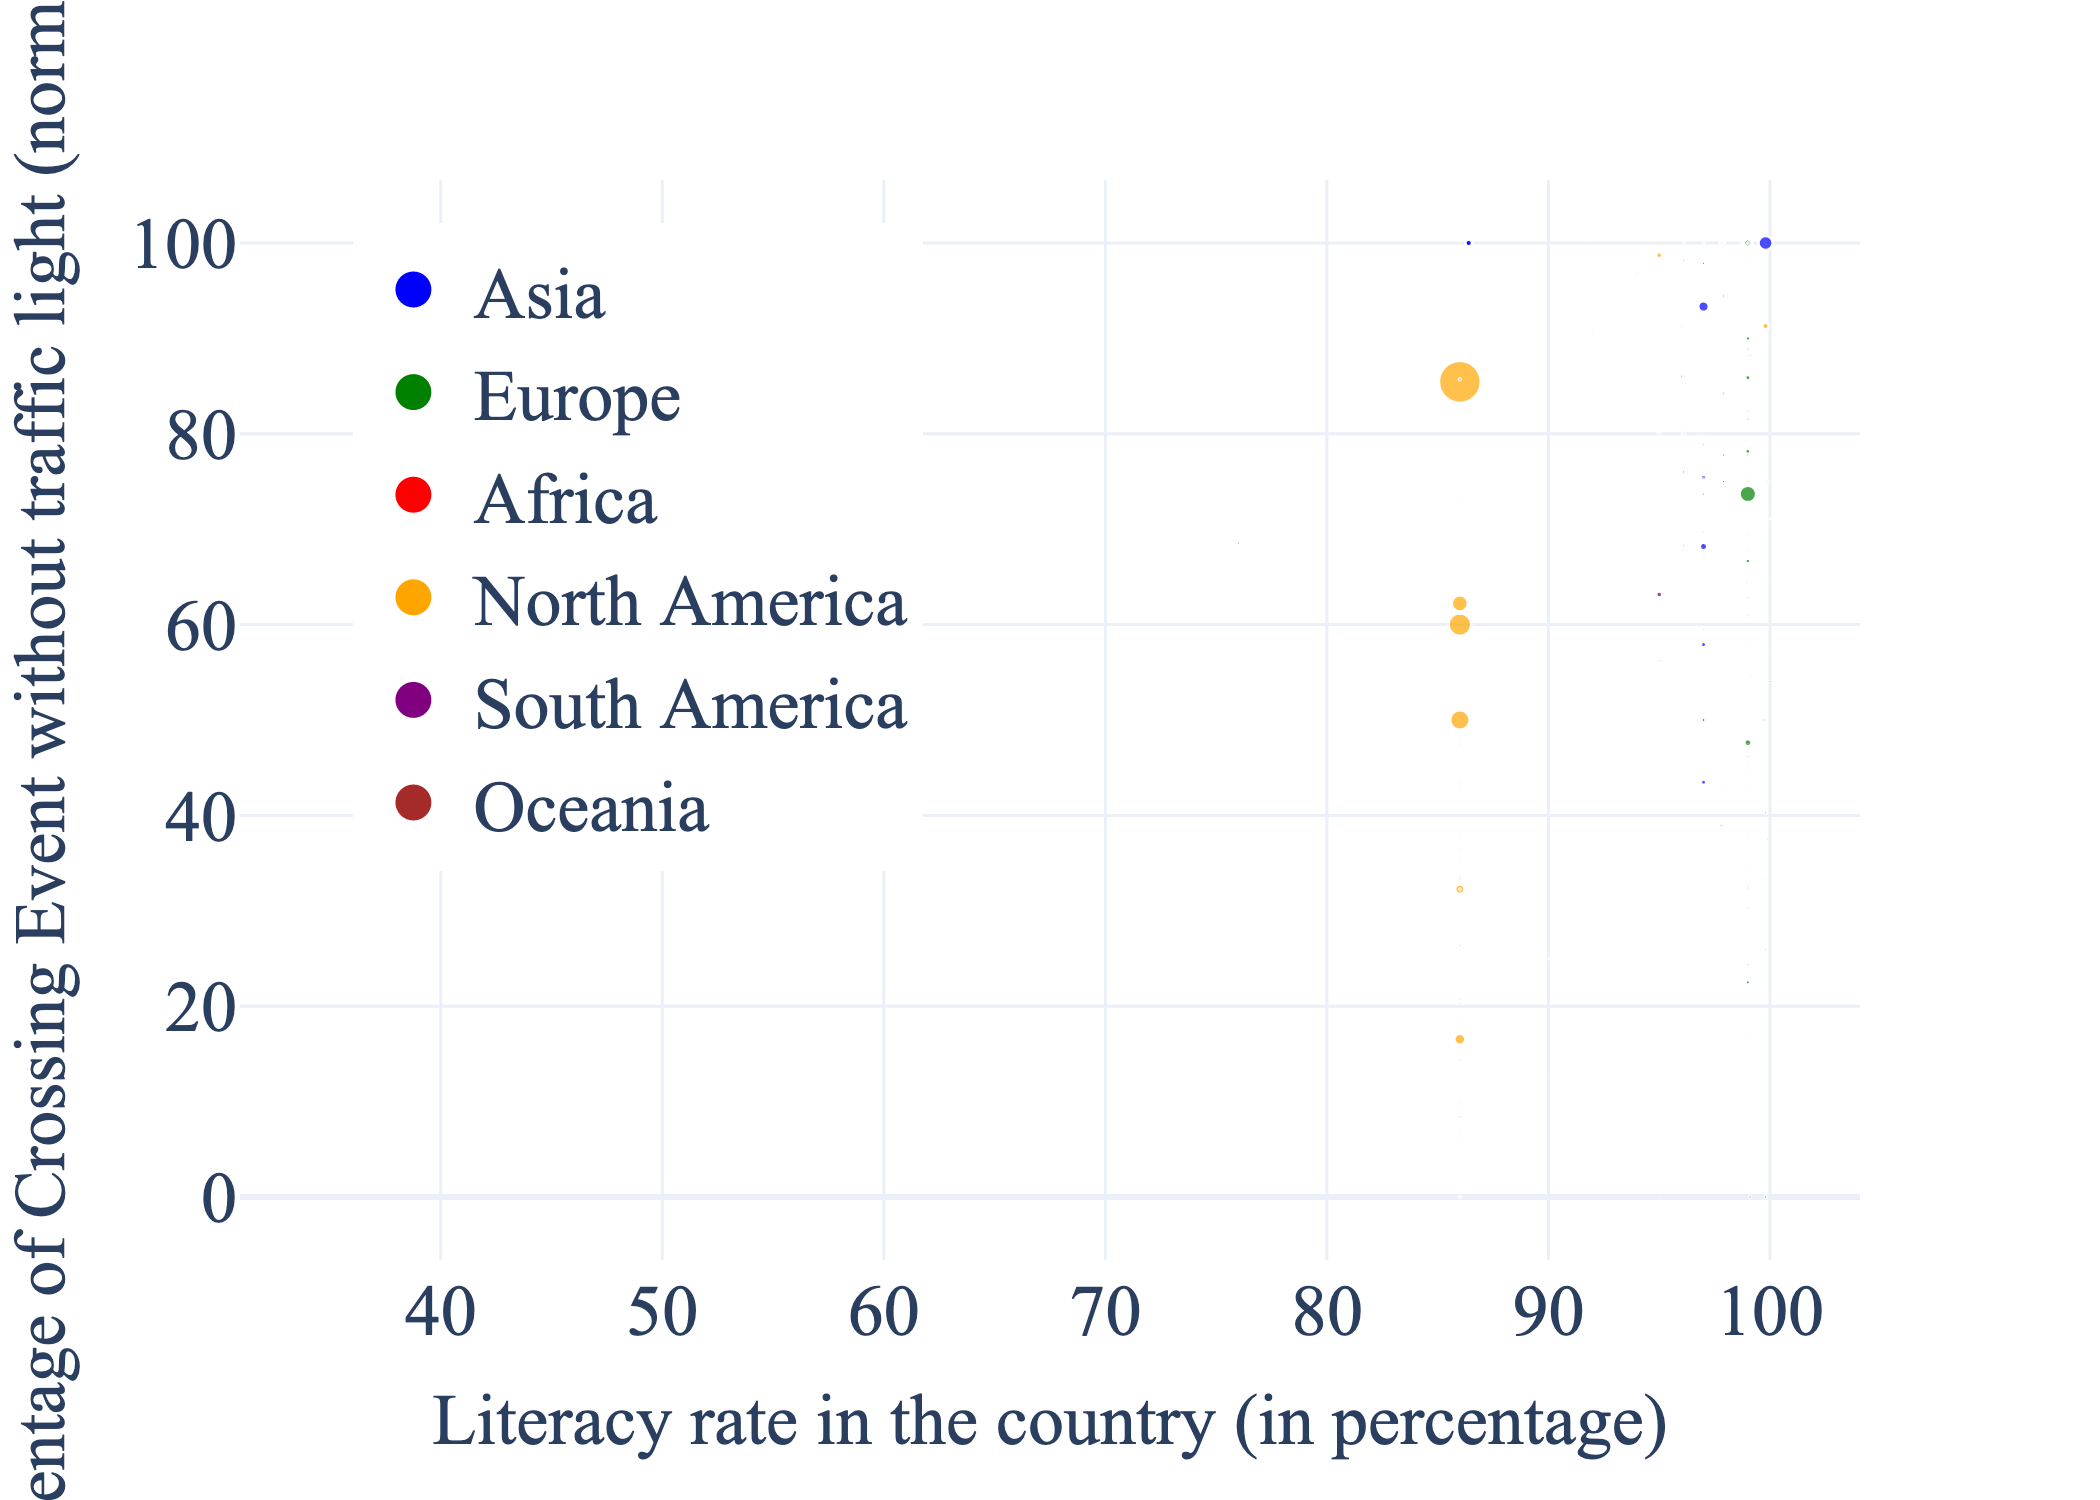 entage of Crossing Event without traffic light (norm
100
80
60
40
20
0
Asia
Europe
Africa
North America
South America
Oceania
40 50 60 70 80 90 100
Literacy rate in the country (in percentage)